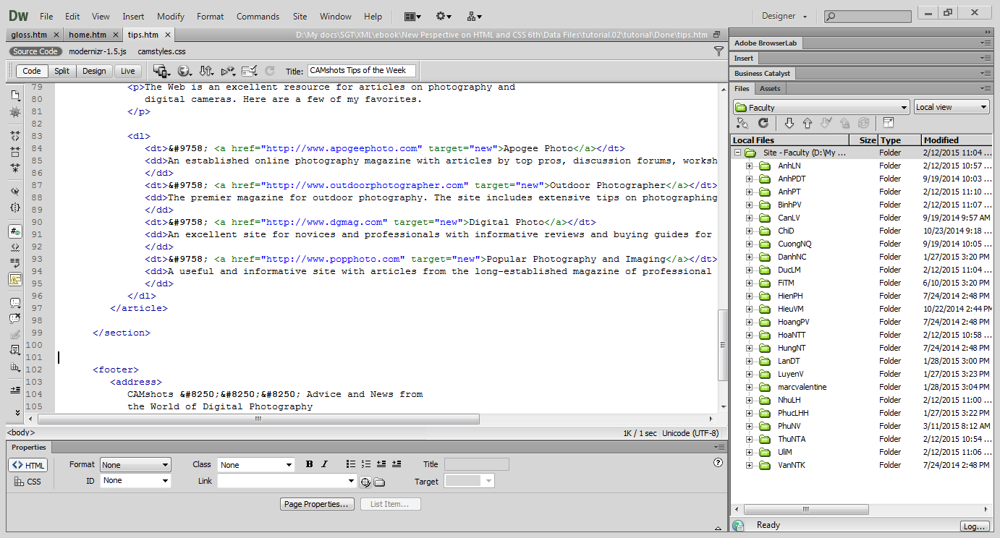 Dw File Edit View Insert Modify Format Commands Site Window Help Designer
gloss.htm home.htm tips.htm D:\My docs\SGT\XML\ebook\New Pespective on HTML and CSS 6th\Data Files\tutorial.02\tutorial\Done\tips.htm
Source Code modernizr-1.5.js camstyles.css
Code Split Design Live Title: CAMshots Tips of the Week
79 <p>The Web is an excellent resource for articles on photography and
80 digital cameras. Here are a few of my favorites.
81 </p>
82
83 <dl>
84 <dt>&#9758; <a href="http://www.apogeephoto.com" target="new">Apogee Photo</a></dt>
85 <dd>An established online photography magazine with articles by top pros, discussion forums, worksh
86 </dd>
87 <dt>&#9758; <a href="http://www.outdoorphotographer.com" target="new">Outdoor Photographer</a></dt>
88 <dd>The premier magazine for outdoor photography. The site includes extensive tips on photographing
89 </dd>
90 <dt>&#9758; <a href="http://www.dgmag.com" target="new">Digital Photo</a></dt>
91 <dd>An excellent site for novices and professionals with informative reviews and buying guides for
92 </dd>
93 <dt>&#9758; <a href="http://www.popphoto.com" target="new">Popular Photography and Imaging</a></dt>
94 <dd>A useful and informative site with articles from the long-established magazine of professional
95 </dd>
96 </dl>
97 </article>
98
99 </section>
100
101
102 <footer>
103 <address>
104 CAMshots &#8250;&#8250;&#8250; Advice and News from
105 the World of Digital Photography
<body> 1K / 1 sec Unicode (UTF-8)
Properties
<> HTML Format None Class None B I Title
CSS ID None Link Target
Page Properties... List Item...
Adobe BrowserLab
Insert
Business Catalyst
Files Assets
Faculty Local view
Local Files Size Type Modified
Site - Faculty (D:\My ... Folder 2/12/2015 11:04 ...
AnhLN Folder 2/12/2015 10:57 ...
AnhPDT Folder 9/19/2014 10:03 ...
AnhPT Folder 2/12/2015 11:10 ...
BinhPV Folder 2/12/2015 11:07 ...
CanLV Folder 9/19/2014 9:57 AM
ChiD Folder 10/23/2014 9:18 ...
CuongNQ Folder 9/19/2014 10:05 ...
DanhNC Folder 1/27/2015 3:20 PM
DucLM Folder 2/12/2015 11:04 ...
FiTM Folder 6/10/2015 3:20 PM
HienPH Folder 7/24/2014 2:48 PM
HieuVM Folder 10/22/2014 2:44 PM
HoangPV Folder 7/24/2014 2:48 PM
HoaNTT Folder 2/12/2015 10:58 ...
HungNT Folder 7/24/2014 2:48 PM
LanDT Folder 1/28/2015 3:00 PM
LuyenV Folder 1/27/2015 3:23 PM
marcvalentine Folder 1/28/2015 3:04 PM
NhuLH Folder 2/12/2015 11:00 ...
PhucLHH Folder 1/27/2015 3:22 PM
PhuNV Folder 3/11/2015 8:12 AM
ThuNTA Folder 2/12/2015 10:54 ...
UliM Folder 2/12/2015 11:06 ...
VanNTK Folder 7/24/2014 2:48 PM
Ready Log...